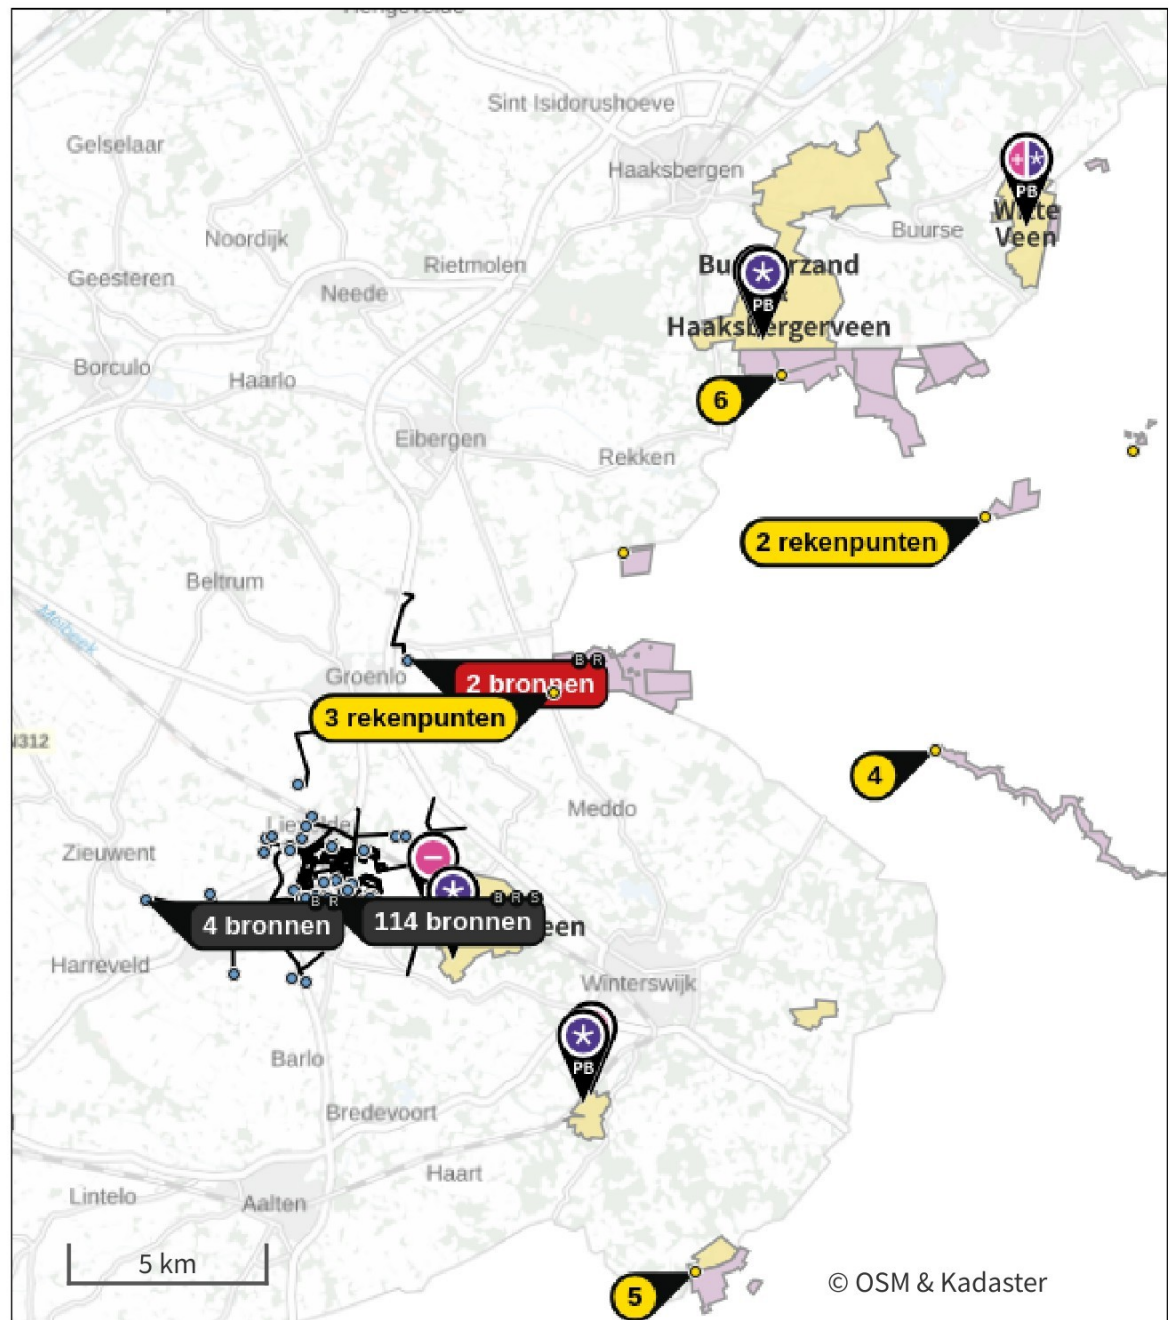 Hengevelde
Sint Isidorushoeve
Gelselaar
Haaksbergen
PB
Witte
Veen
Buurse
Noordijk
Rietmolen
Geesteren
Neede
PB
Haaksbergerveen
Borculo
Haarlo
6
Eibergen
Rekken
2 rekenpunten
Beltrum
Groenlo
B R
2 bronnen
3 rekenpunten
N312
4
Meddo
Zieuwent
B R
4 bronnen
B R S
114 bronnen
Harreveld
Winterswijk
Barlo
PB
Bredevoort
Haart
Lintelo
Aalten
5 km
5
© OSM & Kadaster